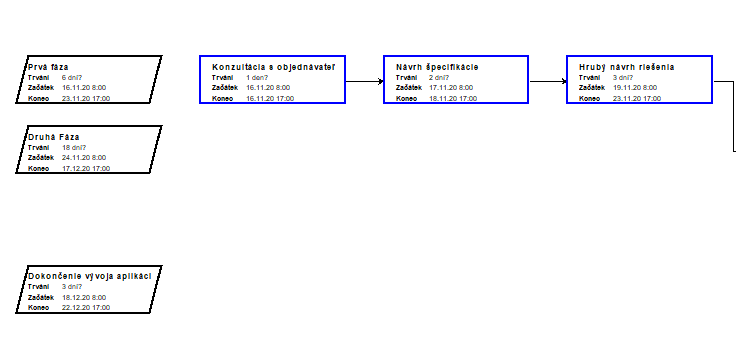 Prvá fáza
Trvání 6 dní?
Začátek 16.11.20 8:00
Konec 23.11.20 17:00
Konzultácia s objednávateľ
Trvání 1 den?
Začátek 16.11.20 8:00
Konec 16.11.20 17:00
Návrh špecifikácie
Trvání 2 dní?
Začátek 17.11.20 8:00
Konec 18.11.20 17:00
Hrubý návrh riešenia
Trvání 3 dní?
Začátek 19.11.20 8:00
Konec 23.11.20 17:00
Druhá Fáza
Trvání 18 dní?
Začátek 24.11.20 8:00
Konec 17.12.20 17:00
Dokončenie vývoja aplikáci
Trvání 3 dní?
Začátek 18.12.20 8:00
Konec 22.12.20 17:00